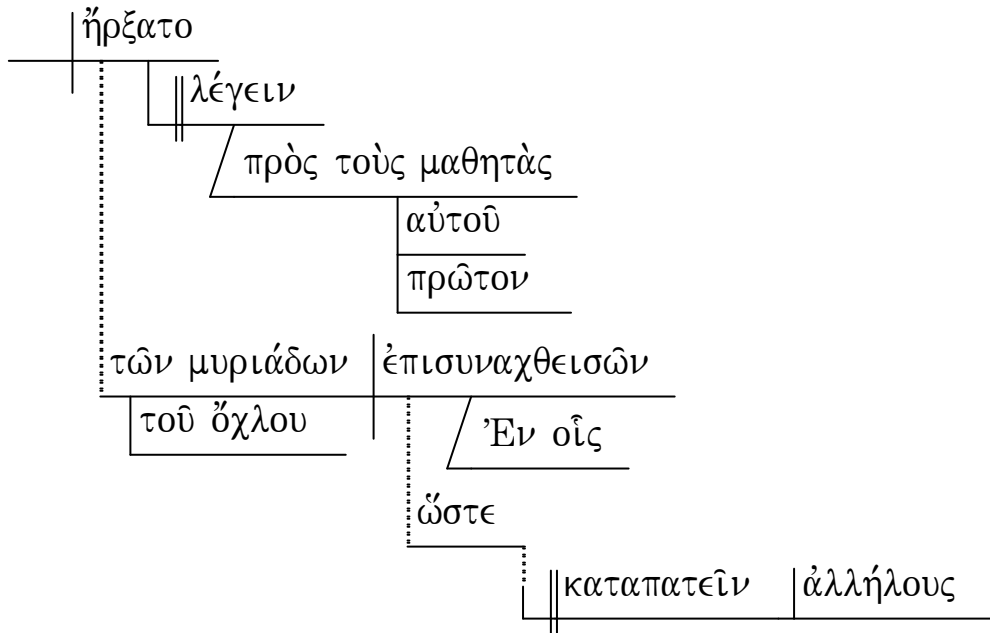 ἤρξατο
λέγειν
πρὸς τοὺς μαθητὰς
αὐτοῦ
πρῶτον
τῶν μυριάδων ἐπισυναχθεισῶν
τοῦ ὄχλου Ἐν οἷς
ὥστε
καταπατεῖν ἀλλήλους